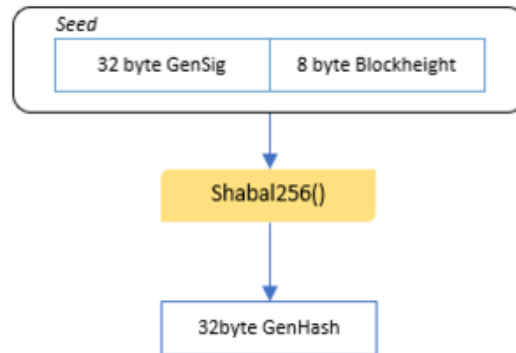 Seed
32 byte GenSig
8 byte Blockheight
Shabal256()
32byte GenHash